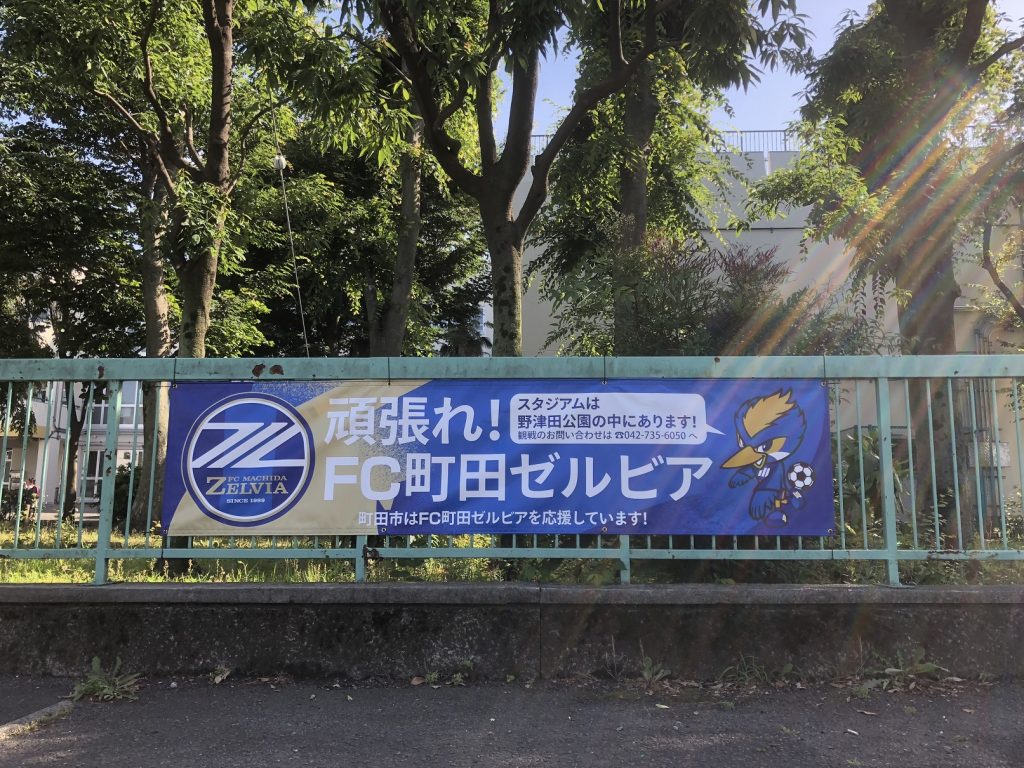 FC MACHIDA
ZELVIA
SINCE 1989
頑張れ!
スタジアムは
野津田公園の中にあります!
観戦のお問い合わせは☎042-735-6050へ
FC町田ゼルビア
町田市はFC町田ゼルビアを応援しています!